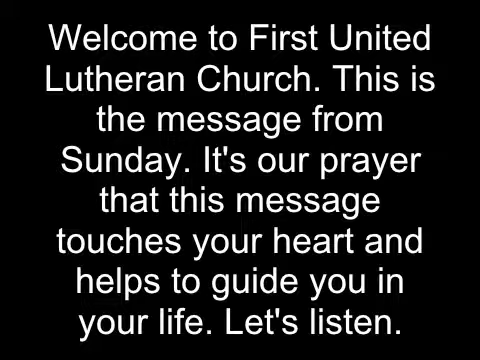 Welcome to First United
Lutheran Church. This is
the message from
Sunday. It's our prayer
that this message
touches your heart and
helps to guide you in
your life. Let's listen.